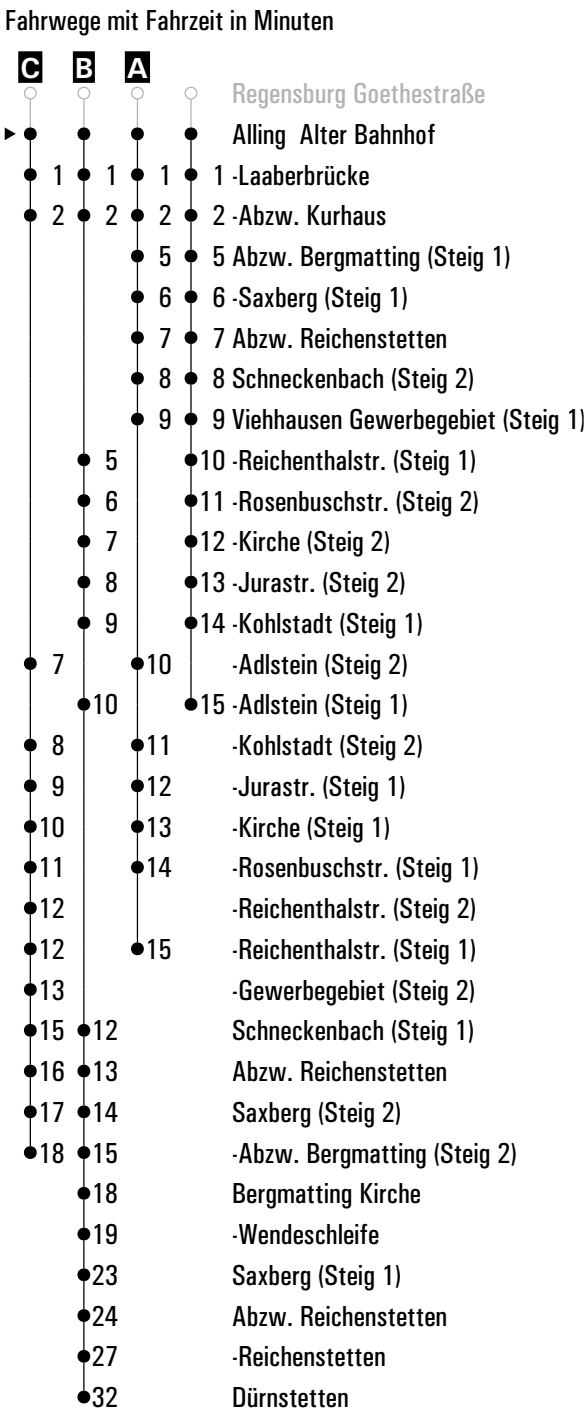 Fahrwege mit Fahrzeit in Minuten
C B A
Regensburg Goethestraße
Alling Alter Bahnhof
1 1 1 1 -Laaberbrücke
2 2 2 2 -Abzw. Kurhaus
5 5 Abzw. Bergmatting (Steig 1)
6 6 -Saxberg (Steig 1)
7 7 Abzw. Reichenstetten
8 8 Schneckenbach (Steig 2)
9 9 Viehhausen Gewerbegebiet (Steig 1)
5 10 -Reichenthalstr. (Steig 1)
6 11 -Rosenbuschstr. (Steig 2)
7 12 -Kirche (Steig 2)
8 13 -Jurastr. (Steig 2)
9 14 -Kohlstadt (Steig 1)
7 10 -Adlstein (Steig 2)
10 15 -Adlstein (Steig 1)
8 11 -Kohlstadt (Steig 2)
9 12 -Jurastr. (Steig 1)
10 13 -Kirche (Steig 1)
11 14 -Rosenbuschstr. (Steig 1)
12 -Reichenthalstr. (Steig 2)
12 15 -Reichenthalstr. (Steig 1)
13 -Gewerbegebiet (Steig 2)
15 12 Schneckenbach (Steig 1)
16 13 Abzw. Reichenstetten
17 14 Saxberg (Steig 2)
18 15 -Abzw. Bergmatting (Steig 2)
18 Bergmatting Kirche
19 -Wendeschleife
23 Saxberg (Steig 1)
24 Abzw. Reichenstetten
27 -Reichenstetten
32 Dürnstetten